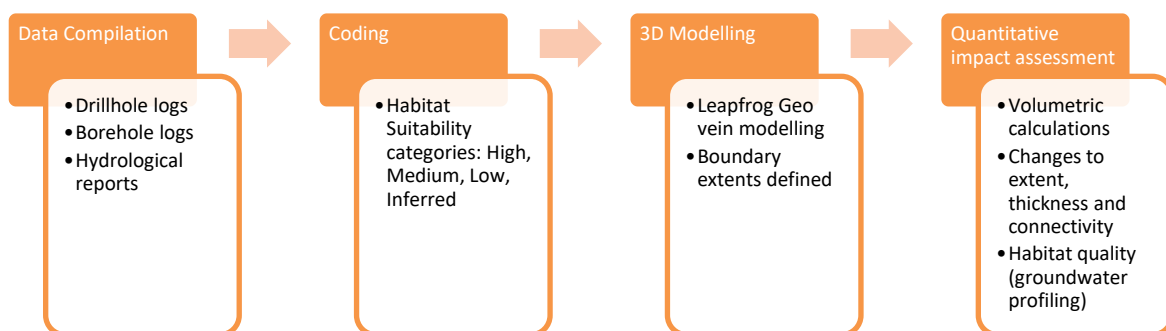 Data Compilation
•Drillhole logs
•Borehole logs
•Hydrological
reports
Coding
•Habitat
Suitability
categories: High,
Medium, Low,
Inferred
3D Modelling
•Leapfrog Geo
vein modelling
•Boundary
extents defined
Quantitative
impact assessment
•Volumetric
calculations
•Changes to
extent,
thickness and
connectivity
•Habitat quality
(groundwater
profiling)